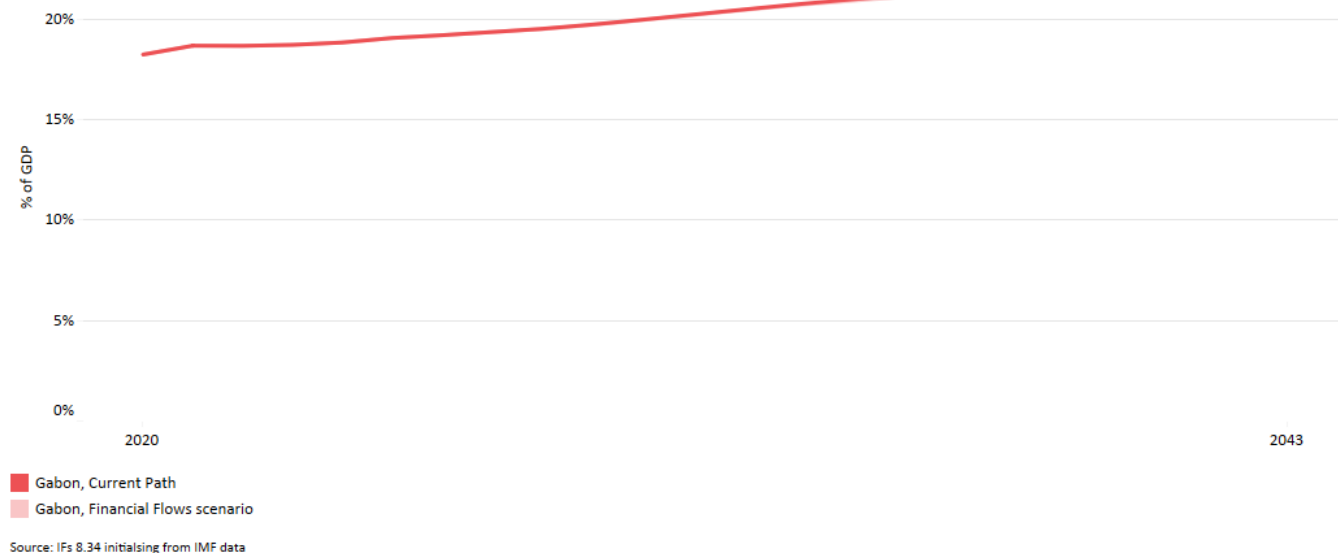 20%
15%
% of GDP
10%
5%
0%
2020 2043
Gabon, Current Path
Gabon, Financial Flows scenario
Source: IFs 8.34 initialsing from IMF data